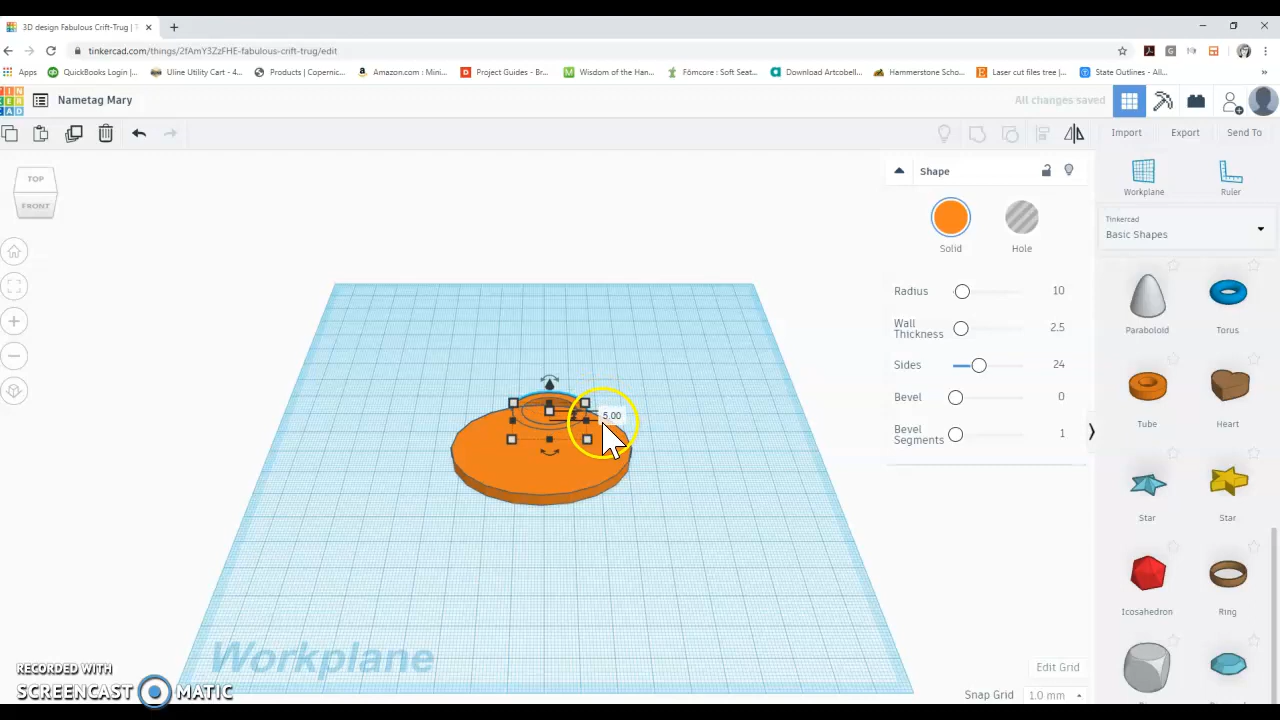 3D design Fabulous Crift-Trug | T
tinkercad.com/things/2fAmY3ZzFHE-fabulous-crift-trug/edit
Apps
QuickBooks Login |...
Uline Utility Cart - 4...
Products | Copernic...
Amazon.com : Mini...
Project Guides - Br...
Wisdom of the Han...
Fōmcore: Soft Seat...
Download Artcobell...
Hammerstone Scho...
Laser cut files tree |...
State Outlines - All...
TIN
KER
CAD
Nametag Mary
All changes saved
Import
Export
Send To
TOP
FRONT
Shape
Solid
Hole
Radius
10
Wall Thickness
2.5
Sides
24
Bevel
0
Bevel Segments
1
Workplane
Ruler
Tinkercad
Basic Shapes
Paraboloid
Torus
Tube
Heart
Star
Star
Icosahedron
Ring
5.00
Workplane
Edit Grid
Snap Grid
1.0 mm
RECORDED WITH
SCREENCAST
MATIC